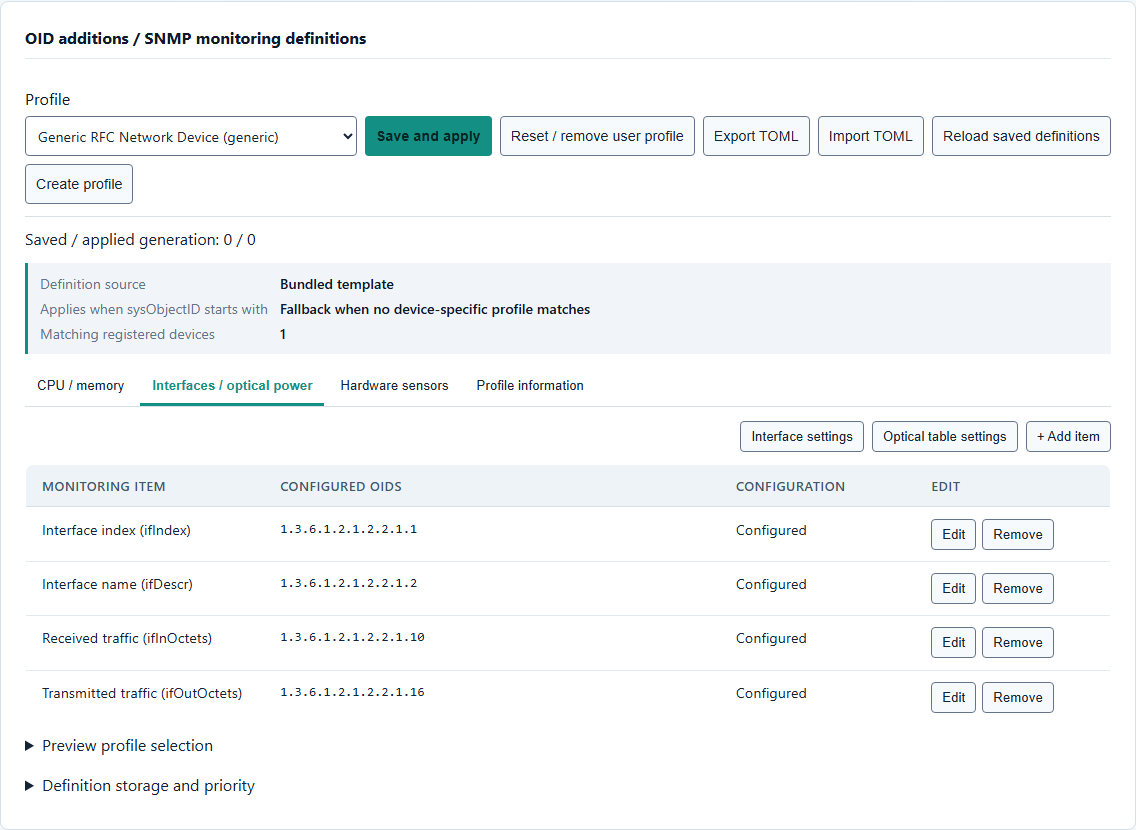 OID additions / SNMP monitoring definitions
Profile
Generic RFC Network Device (generic) Save and apply Reset / remove user profile Export TOML Import TOML Reload saved definitions
Create profile
Saved / applied generation: 0 / 0
Definition source Bundled template
Applies when sysObjectID starts with Fallback when no device-specific profile matches
Matching registered devices 1
CPU / memory Interfaces / optical power Hardware sensors Profile information
Interface settings Optical table settings + Add item
MONITORING ITEM CONFIGURED OIDS CONFIGURATION EDIT
Interface index (ifIndex) 1.3.6.1.2.1.2.2.1.1 Configured Edit Remove
Interface name (ifDescr) 1.3.6.1.2.1.2.2.1.2 Configured Edit Remove
Received traffic (ifInOctets) 1.3.6.1.2.1.2.2.1.10 Configured Edit Remove
Transmitted traffic (ifOutOctets) 1.3.6.1.2.1.2.2.1.16 Configured Edit Remove
Preview profile selection
Definition storage and priority